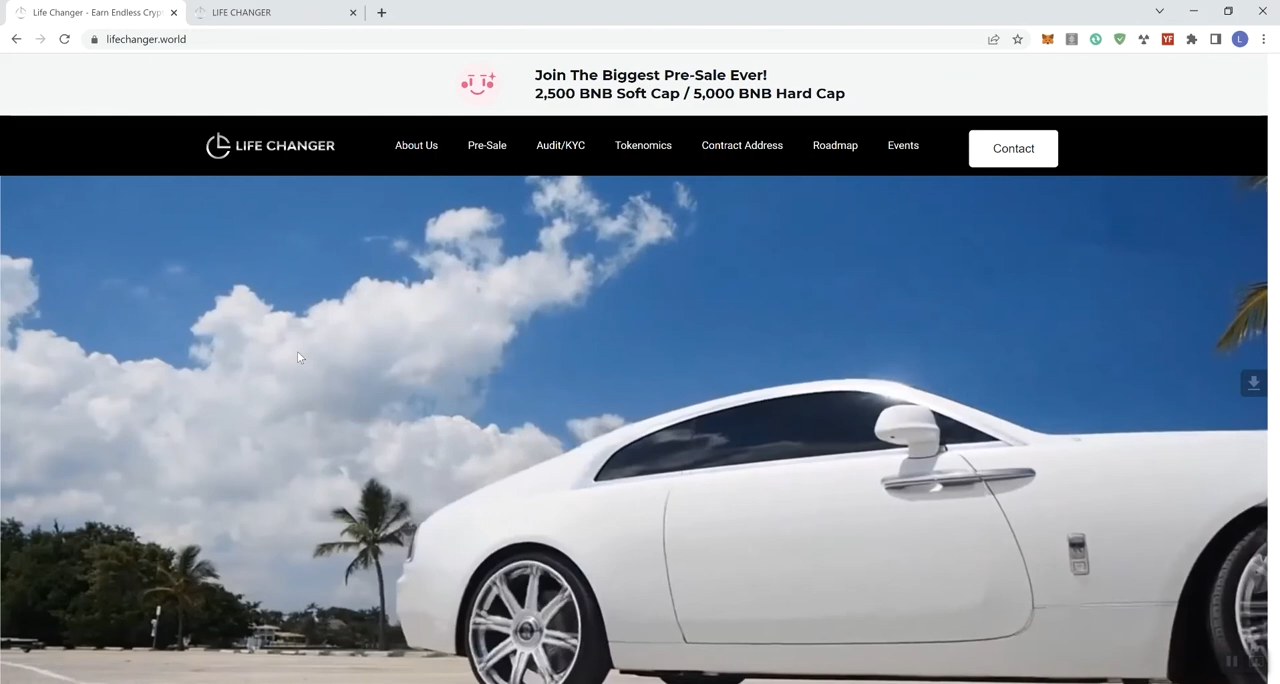 Life Changer - Earn Endless Cryp
LIFE CHANGER
lifechanger.world
YF
L
Join The Biggest Pre-Sale Ever!
2,500 BNB Soft Cap / 5,000 BNB Hard Cap
LIFE CHANGER
About Us
Pre-Sale
Audit/KYC
Tokenomics
Contract Address
Roadmap
Events
Contact